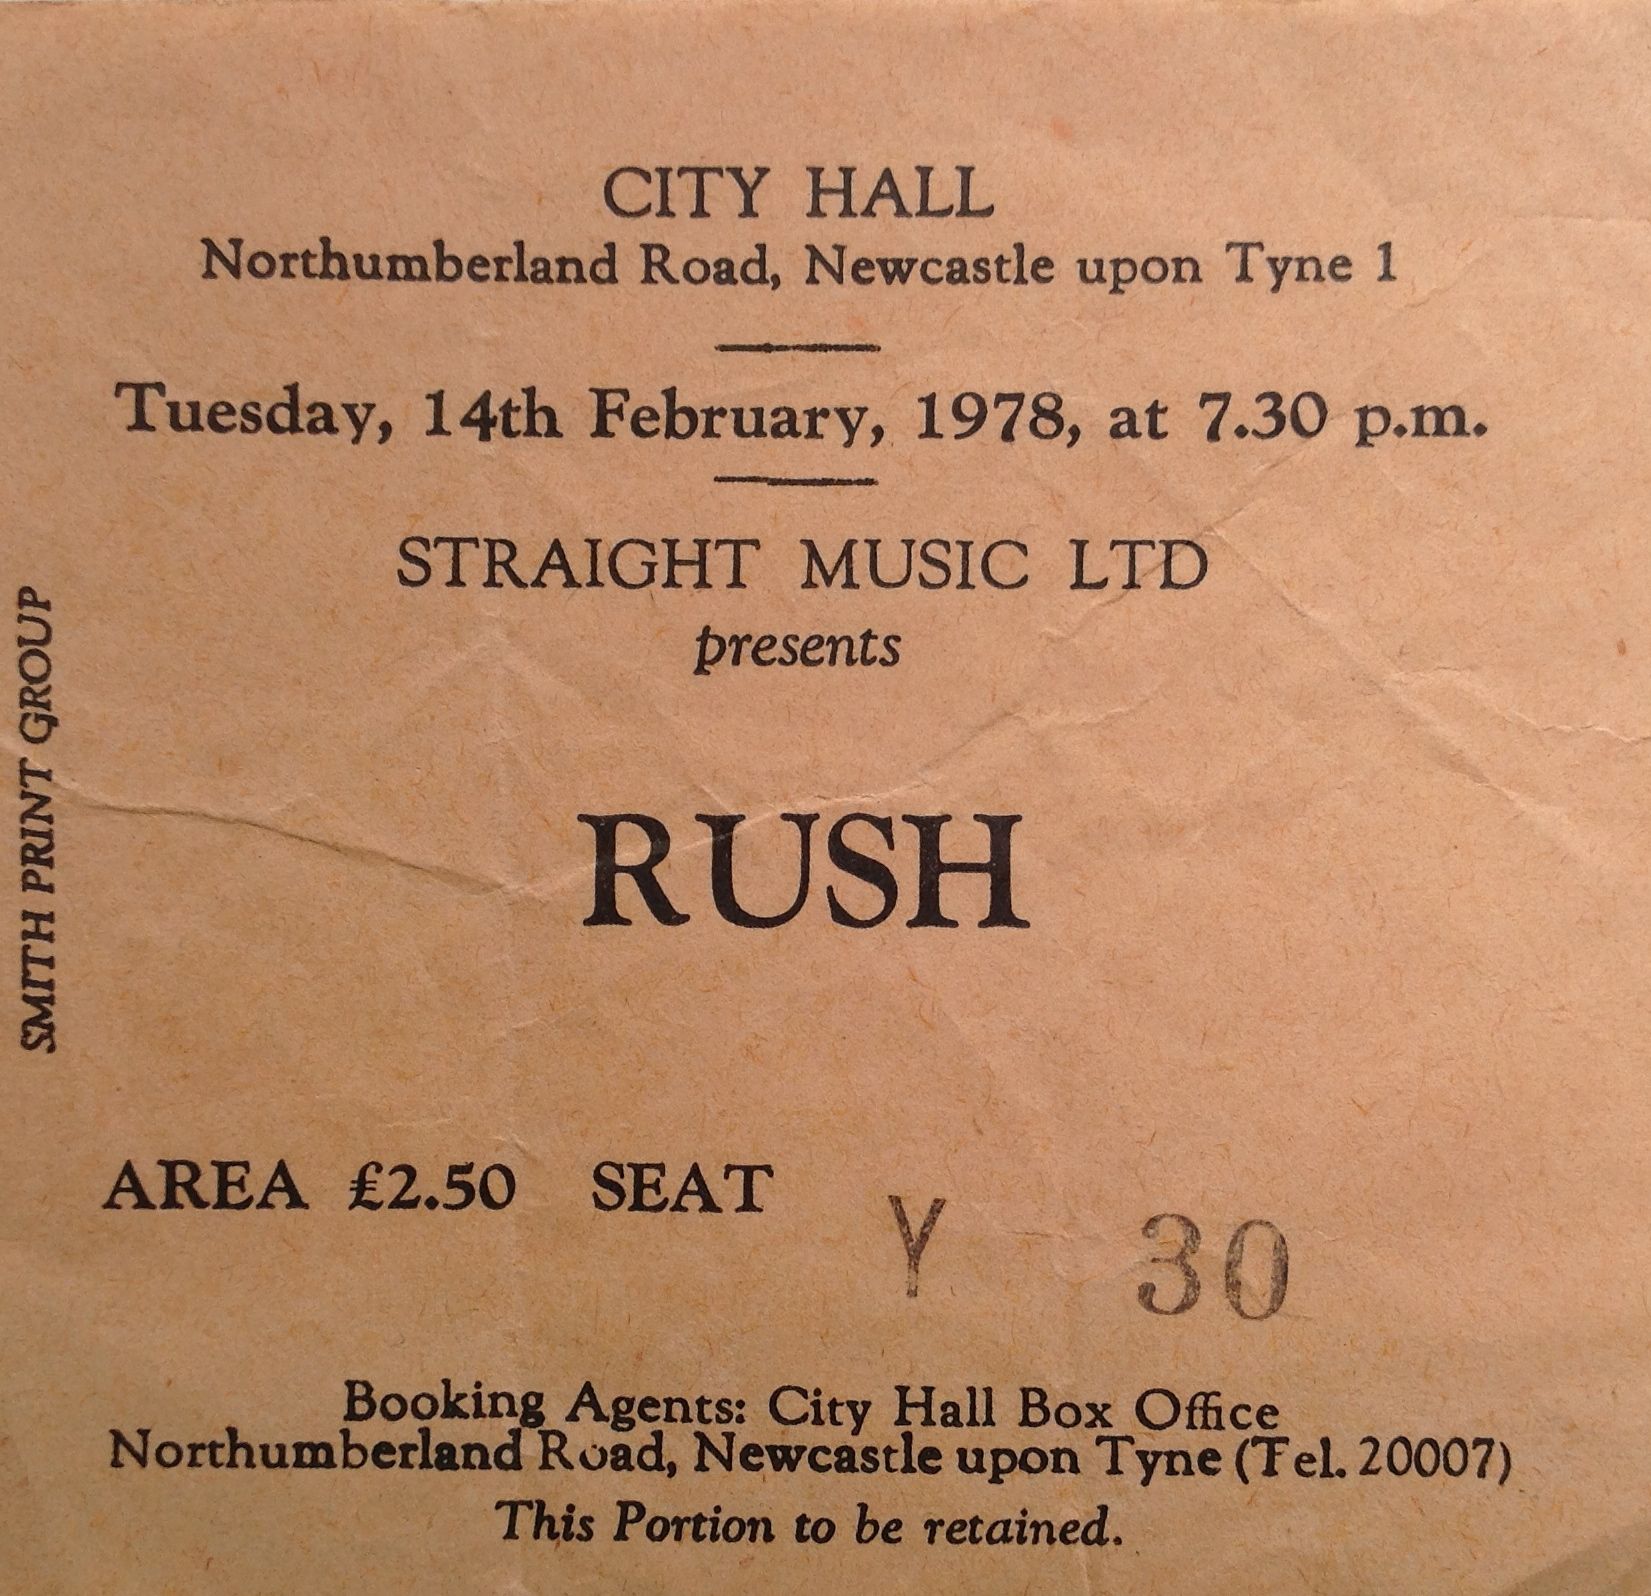 CITY HALL
Northumberland Road, Newcastle upon Tyne 1
Tuesday, 14th February, 1978, at 7.30 p.m.
STRAIGHT MUSIC LTD
presents
RUSH
SMITH PRINT GROUP
AREA £2.50 SEAT Y 30
Booking Agents: City Hall Box Office
Northumberland Road, Newcastle upon Tyne (Tel. 20007)
This Portion to be retained.